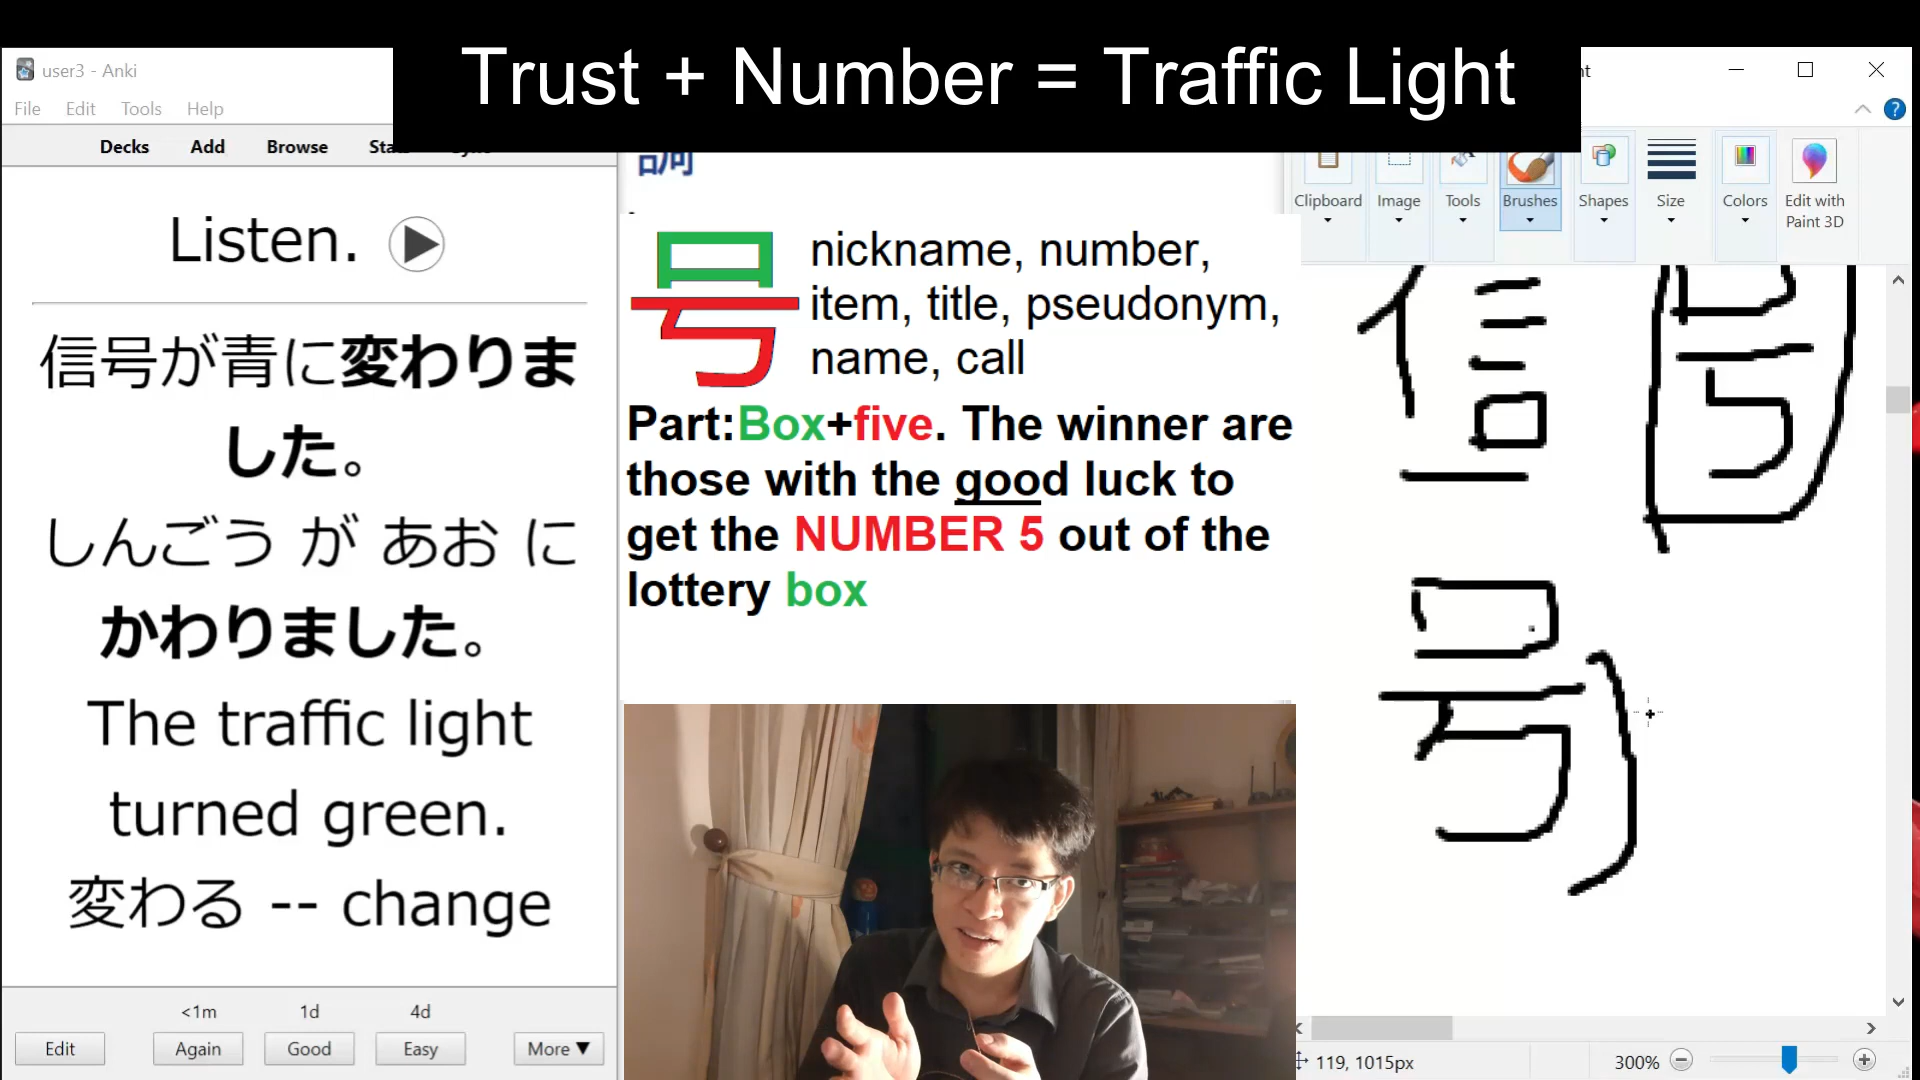 Trust + Number = Traffic Light
user3 - Anki
File Edit Tools Help
Decks Add Browse
Listen.
信号が青に変わりま
した。
しんごう が あお に
かわりました。
The traffic light
turned green.
変わる -- change
<1m 1d 4d
Edit Again Good Easy More ▼
号 nickname, number,
item, title, pseudonym,
name, call
Part:Box+five. The winner are
those with the good luck to
get the NUMBER 5 out of the
lottery box
Clipboard Image Tools Brushes Shapes Size Colors Edit with
Paint 3D
信
号
119, 1015px
300%